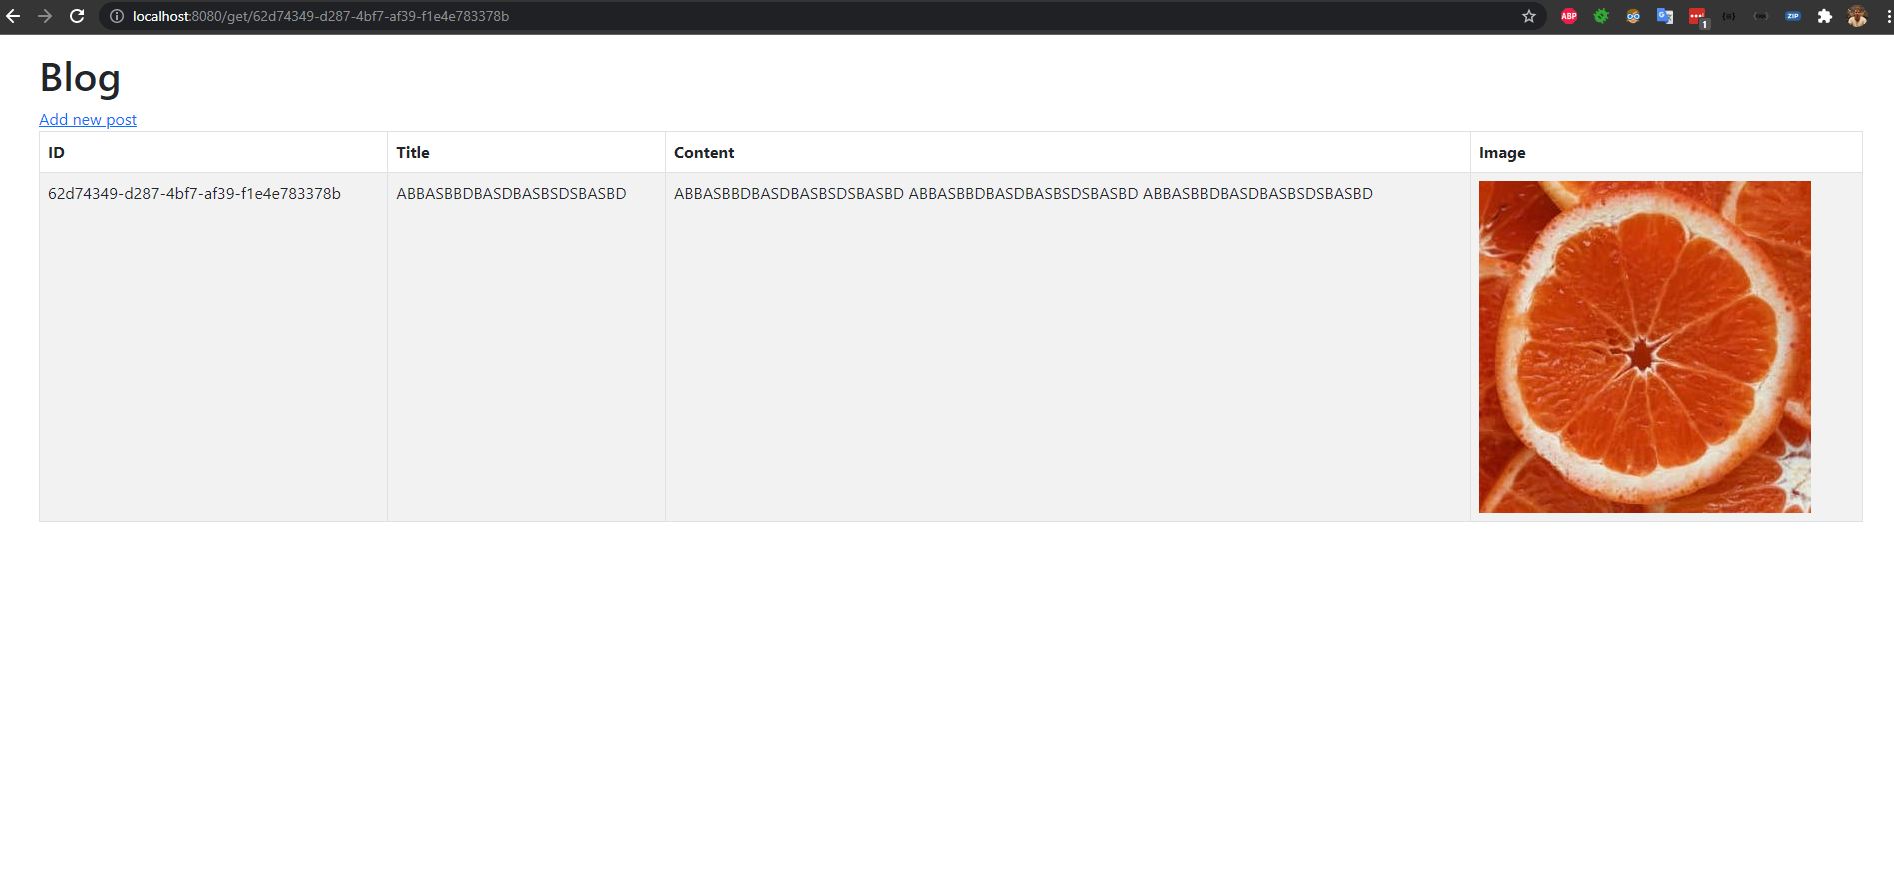 localhost:8080/get/62d74349-d287-4bf7-af39-f1e4e783378b
ABP
G
1
ZIP
Blog
Add new post
ID Title Content Image
62d74349-d287-4bf7-af39-f1e4e783378b ABBASBBDBASDBASBSDSBASBD ABBASBBDBASDBASBSDSBASBD ABBASBBDBASDBASBSDSBASBD ABBASBBDBASDBASBSDSBASBD